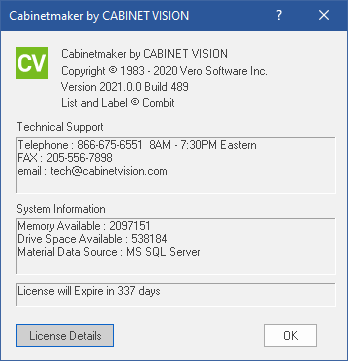 Cabinetmaker by CABINET VISION
? ×
CV
Cabinetmaker by CABINET VISION
Copyright © 1983 - 2020 Vero Software Inc.
Version 2021.0.0 Build 489
List and Label © Combit
Technical Support
Telephone : 866-675-6551 8AM - 7:30PM Eastern
FAX : 205-556-7898
email : tech@cabinetvision.com
System Information
Memory Available : 2097151
Drive Space Available : 538184
Material Data Source : MS SQL Server
License will Expire in 337 days
License Details
OK